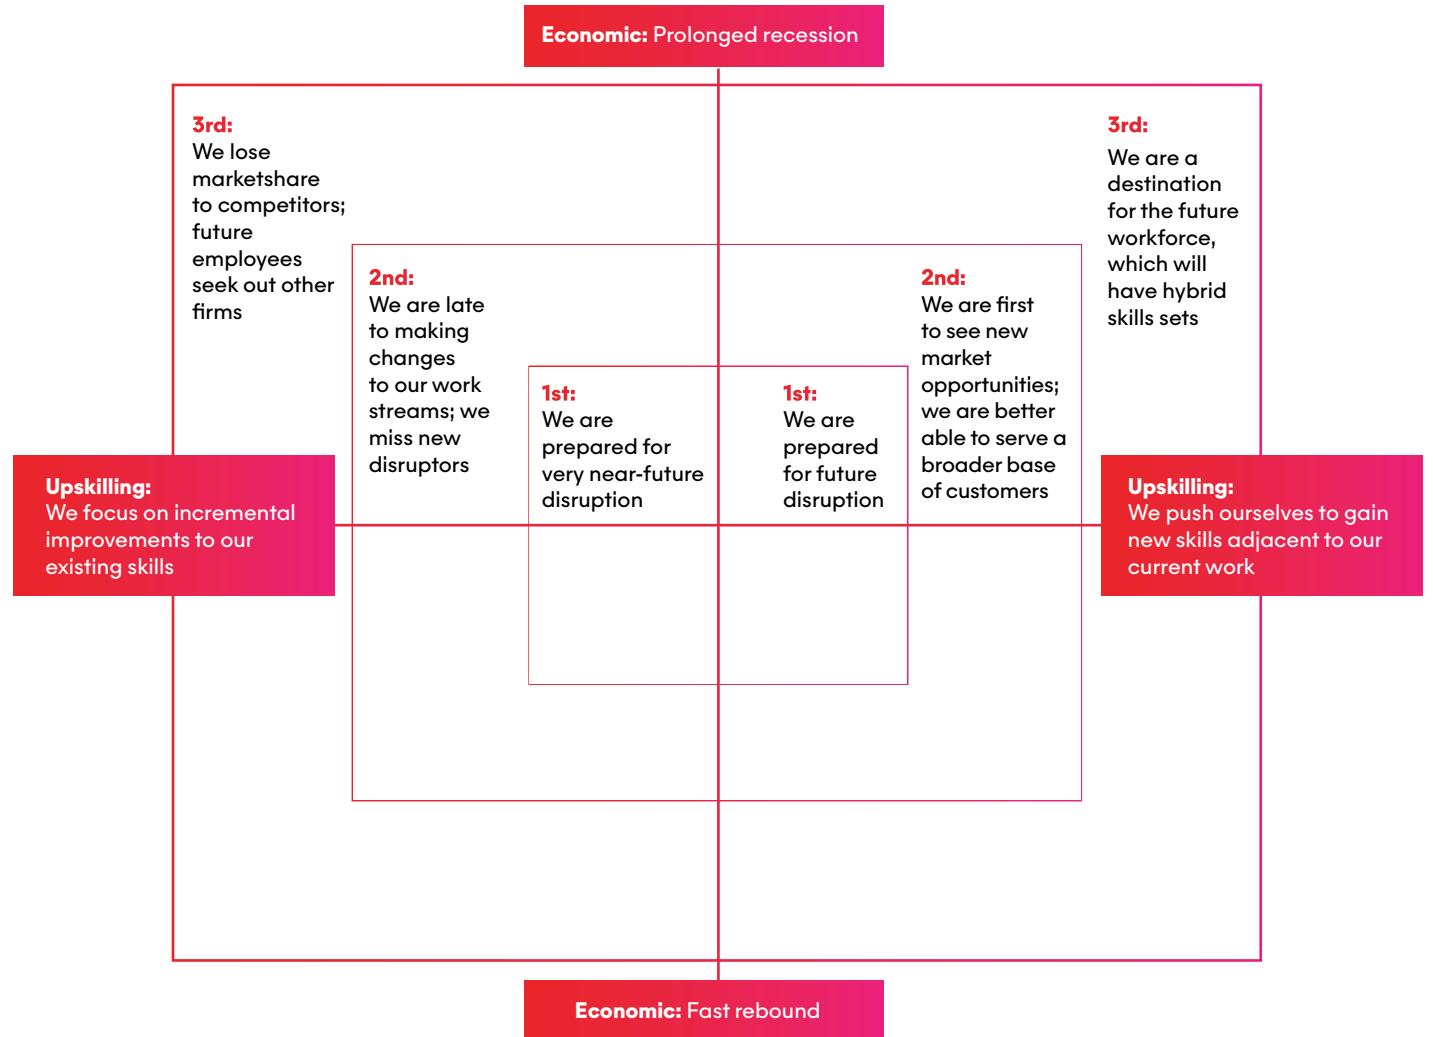 Economic: Prolonged recession
3rd:
We lose
marketshare
to competitors;
future
employees
seek out other
firms
2nd:
We are late
to making
changes
to our work
streams; we
miss new
disruptors
1st:
We are
prepared for
very near-future
disruption
1st:
We are
prepared
for future
disruption
2nd:
We are first
to see new
market
opportunities;
we are better
able to serve a
broader base
of customers
3rd:
We are a
destination
for the future
workforce,
which will
have hybrid
skills sets
Upskilling:
We focus on incremental
improvements to our
existing skills
Upskilling:
We push ourselves to gain
new skills adjacent to our
current work
Economic: Fast rebound